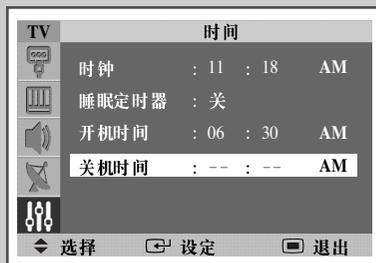 TV 时间
时钟 : 11 : 18 AM
睡眠定时器 : 关
开机时间 : 06 : 30 AM
关机时间 : -- : -- AM
选择 设定 退出